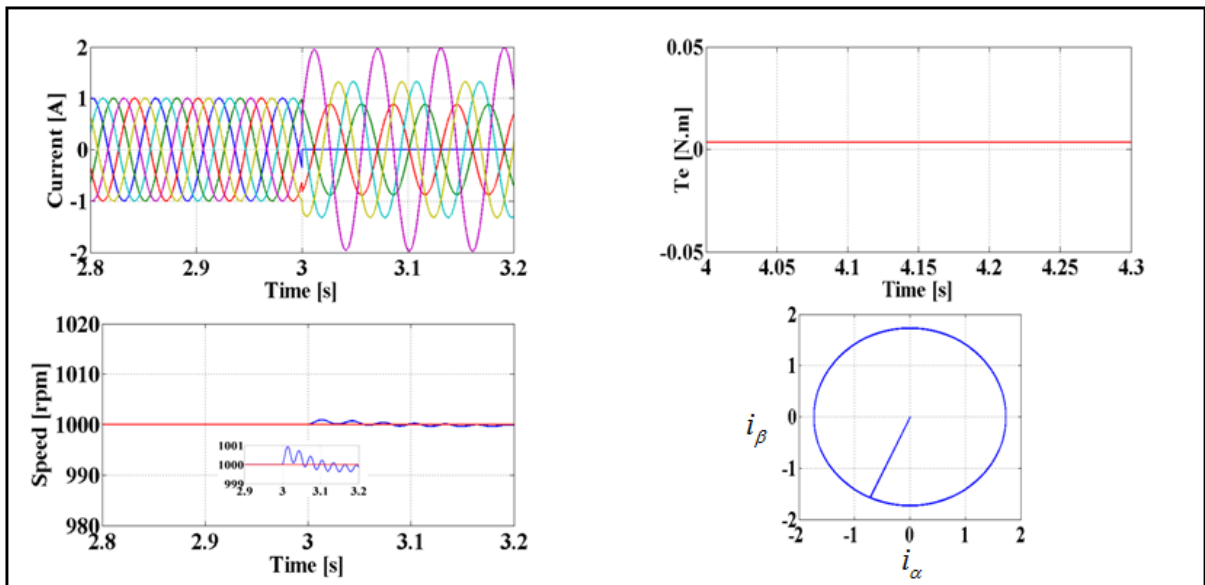 2
1
0
-1
-2
Current [A]
2.8 2.9 3 3.1 3.2
Time [s]
0.05
0
-0.05
Te [N.m]
4 4.05 4.1 4.15 4.2 4.25 4.3
Time [s]
1020
1010
1000
990
980
Speed [rpm]
1001
1000
999
2.9 3 3.1 3.2
2.8 2.9 3 3.1 3.2
Time [s]
2
1
0
-1
-2
iβ
-2 -1 0 1 2
iα